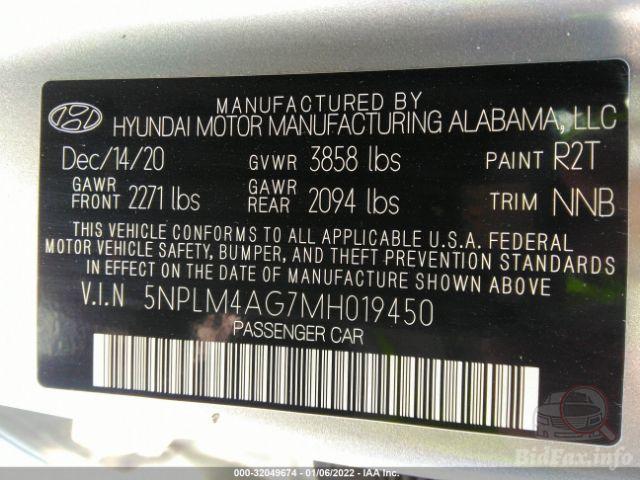 MANUFACTURED BY
HYUNDAI MOTOR MANUFACTURING ALABAMA, LLC
Dec/14/20 GVWR 3858 lbs PAINT R2T
GAWR FRONT 2271 lbs GAWR REAR 2094 lbs TRIM NNB
THIS VEHICLE CONFORMS TO ALL APPLICABLE U.S.A. FEDERAL
MOTOR VEHICLE SAFETY, BUMPER, AND THEFT PREVENTION STANDARDS
IN EFFECT ON THE DATE OF MANUFACTURE SHOWN ABOVE
V.I.N 5NPLM4AG7MH019450
PASSENGER CAR
BidFax.info
000-32049674 - 01/06/2022 - IAA Inc.